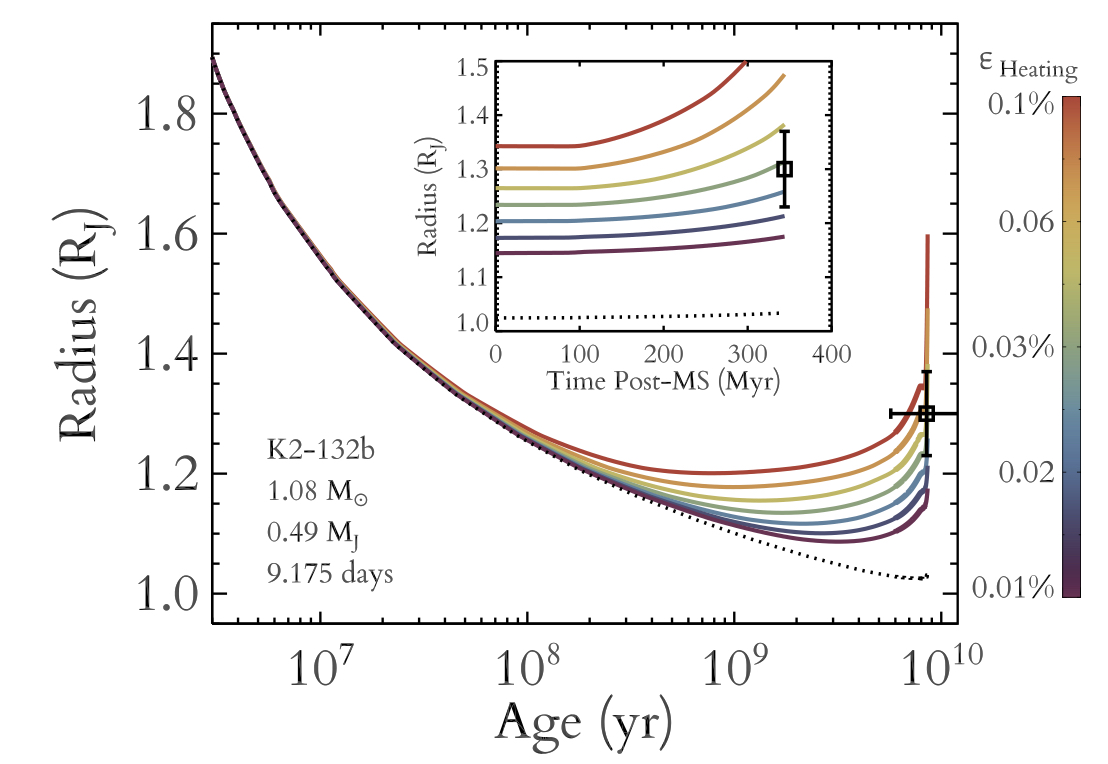 1.8
1.6
1.4
1.2
1.0
Radius (R_J)
10⁷
10⁸
10⁹
10¹⁰
Age (yr)
K2-132b
1.08 M☉
0.49 M_J
9.175 days
1.5
1.4
1.3
1.2
1.1
1.0
Radius (R_J)
0
100
200
300
400
Time Post-MS (Myr)
ε Heating
0.1%
0.06
0.03%
0.02
0.01%